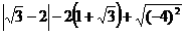 |√3 − 2| − 2(1 + √3) + √(−4)²